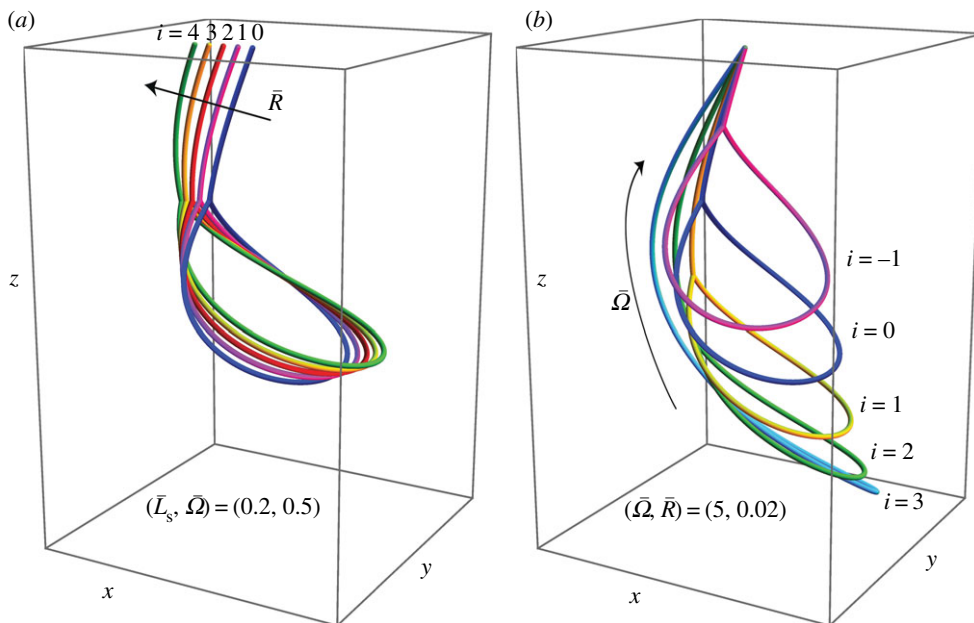 (a)
i = 4 3 2 1 0
R̄
z
(L̄s, Ω̄) = (0.2, 0.5)
x
y
(b)
i = –1
Ω̄
z
i = 0
i = 1
i = 2
i = 3
(Ω̄, R̄) = (5, 0.02)
x
y